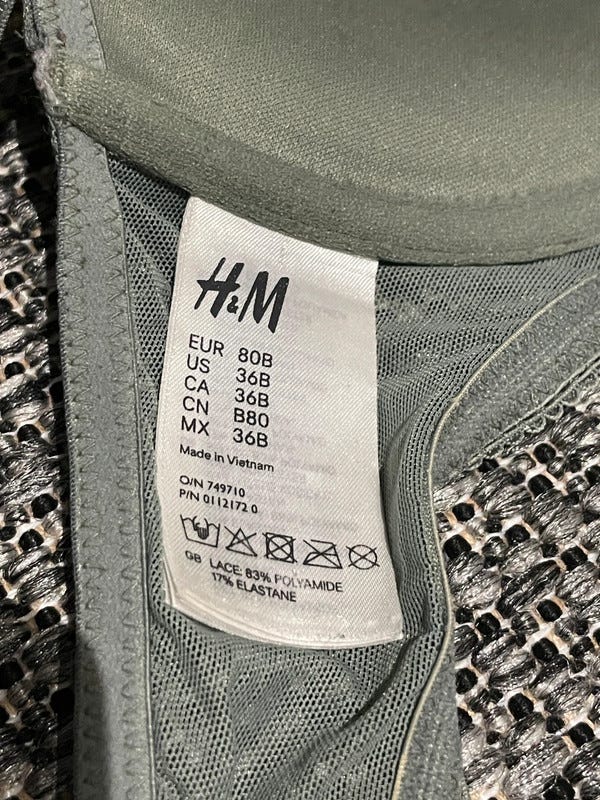 H&M
EUR 80B
US 36B
CA 36B
CN B80
MX 36B
Made in Vietnam
O/N 749710
P/N 0112172 0
GB LACE: 83% POLYAMIDE
17% ELASTANE